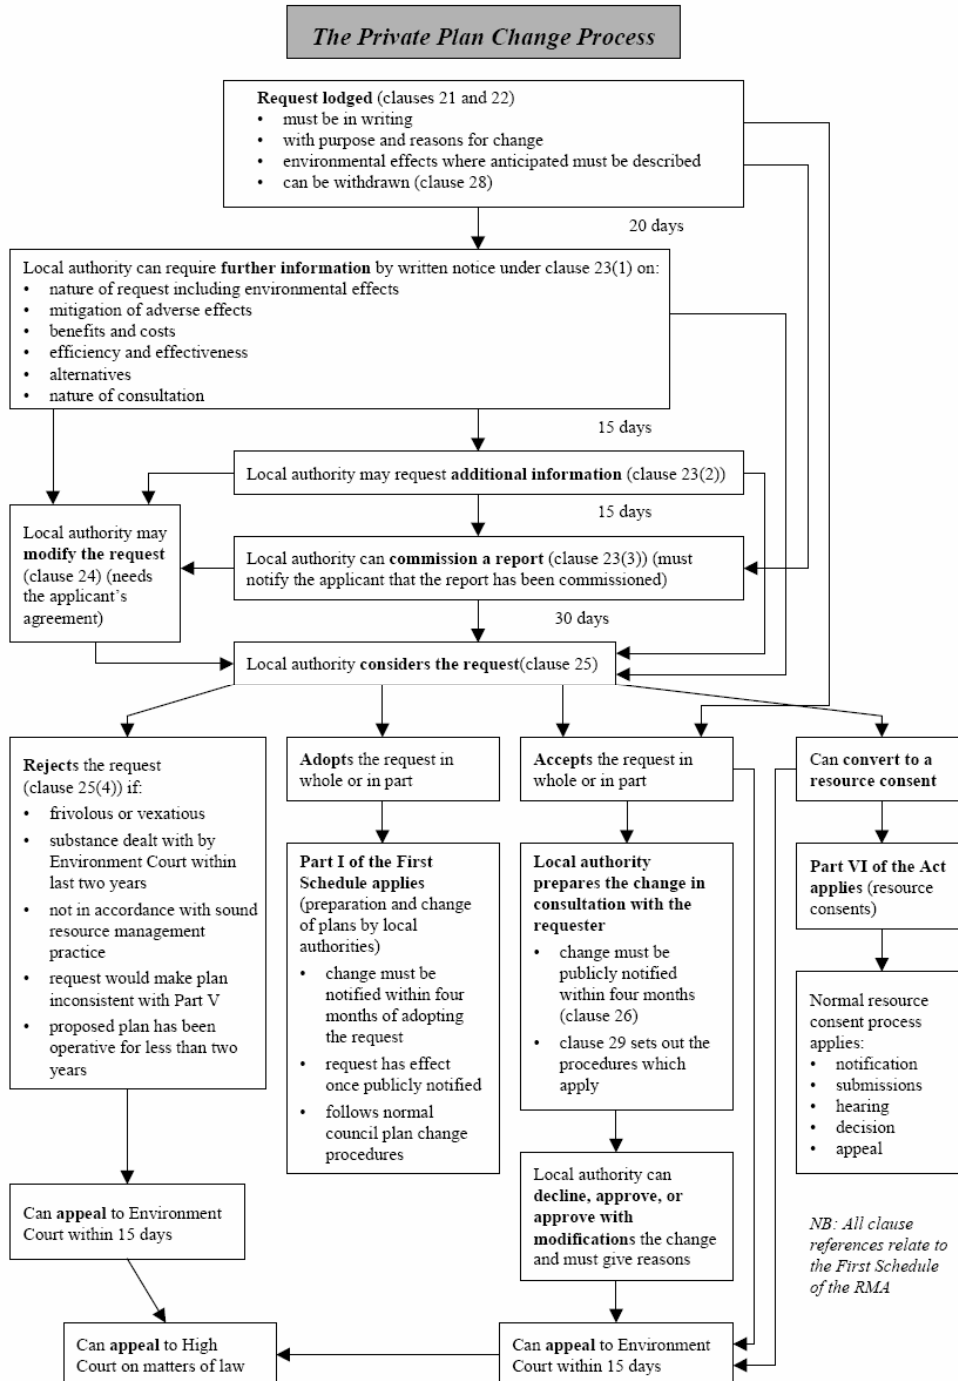 The Private Plan Change Process
Request lodged (clauses 21 and 22)
• must be in writing
• with purpose and reasons for change
• environmental effects where anticipated must be described
• can be withdrawn (clause 28)
20 days
Local authority can require further information by written notice under clause 23(1) on:
• nature of request including environmental effects
• mitigation of adverse effects
• benefits and costs
• efficiency and effectiveness
• alternatives
• nature of consultation
15 days
Local authority may request additional information (clause 23(2))
15 days
Local authority may
modify the request
(clause 24) (needs
the applicant's
agreement)
Local authority can commission a report (clause 23(3)) (must
notify the applicant that the report has been commissioned)
30 days
Local authority considers the request(clause 25)
Rejects the request
(clause 25(4)) if:
• frivolous or vexatious
• substance dealt with by
Environment Court within
last two years
• not in accordance with sound
resource management
practice
• request would make plan
inconsistent with Part V
• proposed plan has been
operative for less than two
years
Adopts the request in
whole or in part
Accepts the request in
whole or in part
Can convert to a
resource consent
Part I of the First
Schedule applies
(preparation and change
of plans by local
authorities)
• change must be
notified within four
months of adopting
the request
• request has effect
once publicly notified
• follows normal
council plan change
procedures
Local authority
prepares the change in
consultation with the
requester
• change must be
publicly notified
within four months
(clause 26)
• clause 29 sets out the
procedures which
apply
Part VI of the Act
applies (resource
consents)
Normal resource
consent process
applies:
• notification
• submissions
• hearing
• decision
• appeal
Can appeal to Environment
Court within 15 days
Local authority can
decline, approve, or
approve with
modifications the change
and must give reasons
NB: All clause
references relate to
the First Schedule
of the RMA
Can appeal to High
Court on matters of law
Can appeal to Environment
Court within 15 days